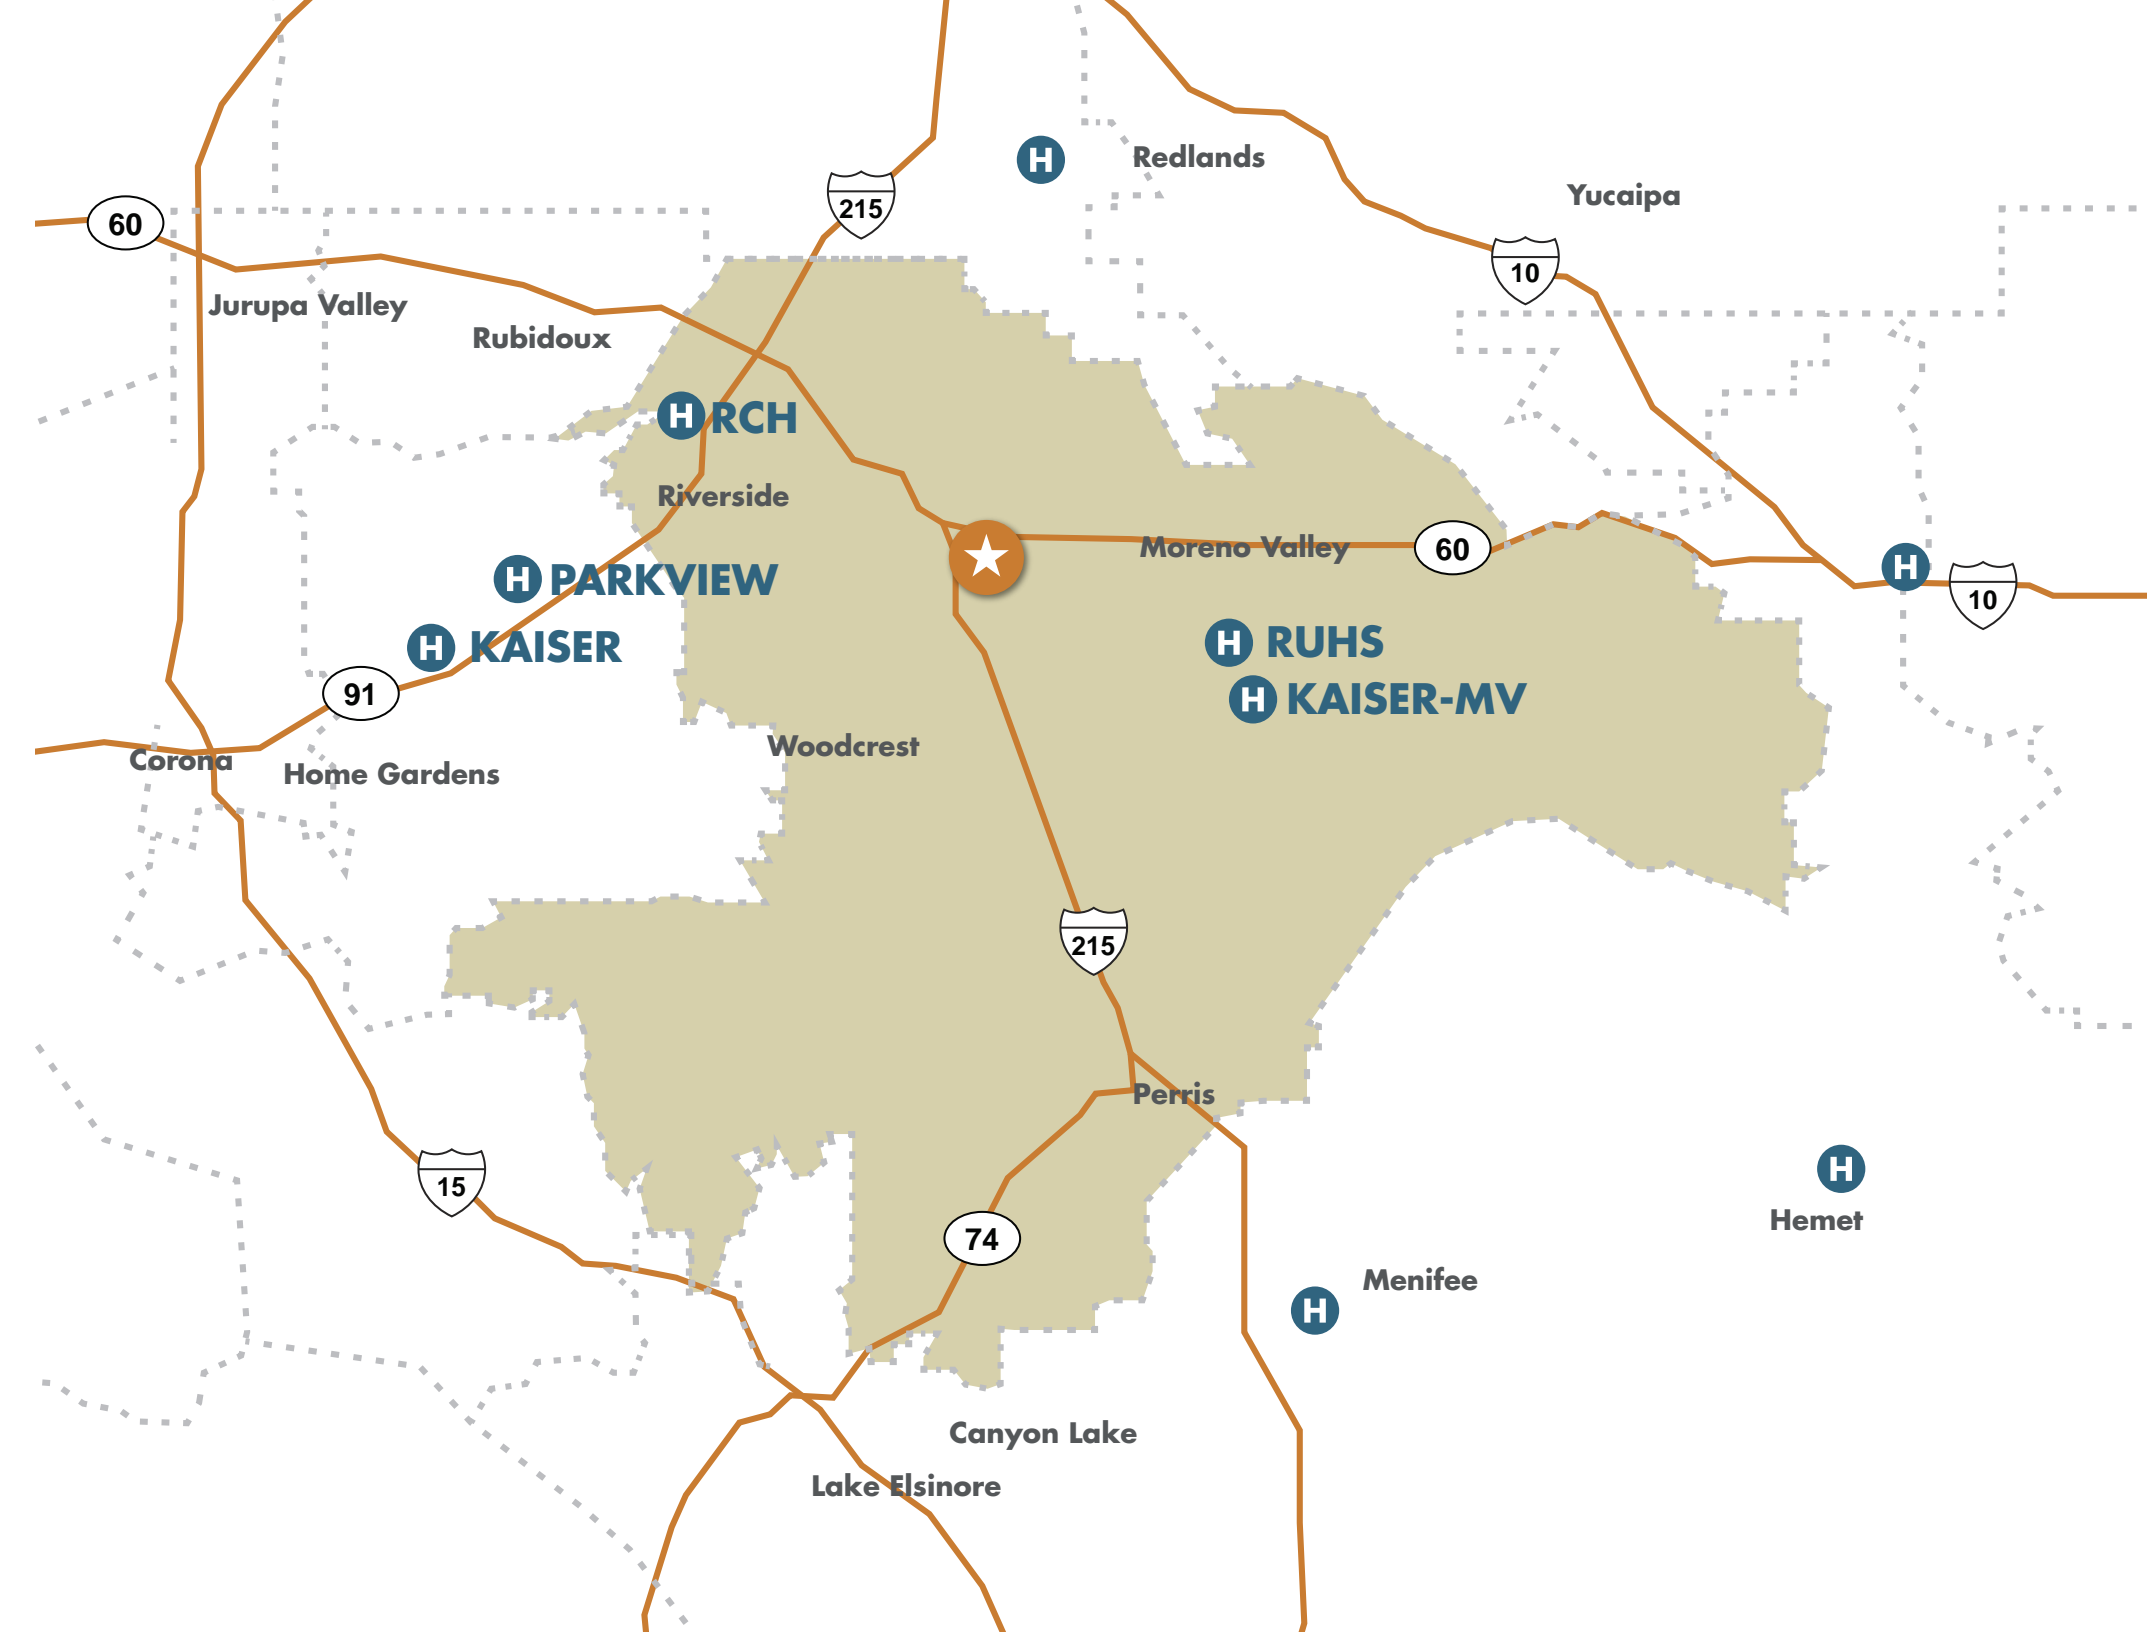 H
Redlands
Yucaipa
215
60
10
Jurupa Valley
Rubidoux
H RCH
Riverside
Moreno Valley
60
H
10
H PARKVIEW
H KAISER
H RUHS
91
H KAISER-MV
Woodcrest
Corona
Home Gardens
215
Perris
15
H
Hemet
74
Menifee
H
Canyon Lake
Lake Elsinore